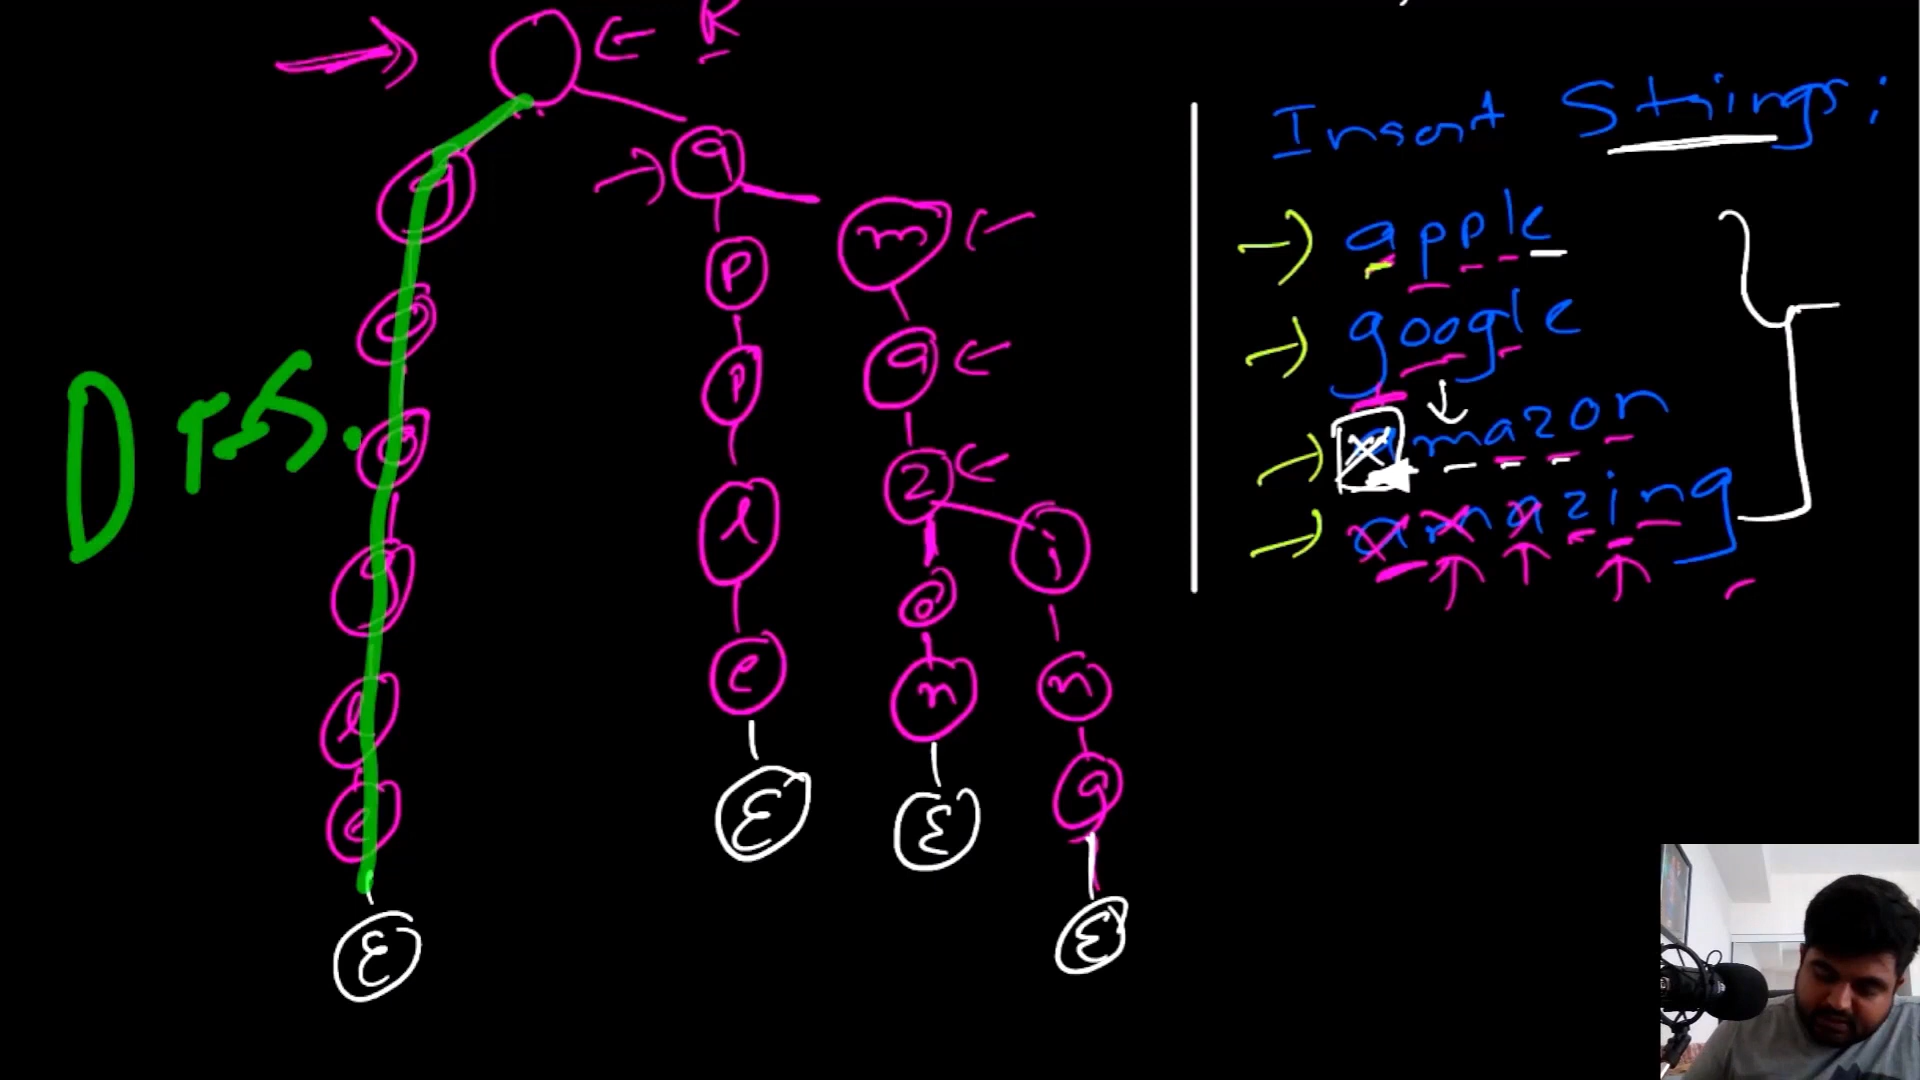 R
Insert Strings:
apple
google
amazon
amazing
DFS.
g
o
o
g
l
e
ε
a
p
p
l
e
ε
m
a
z
o
n
ε
i
n
g
ε